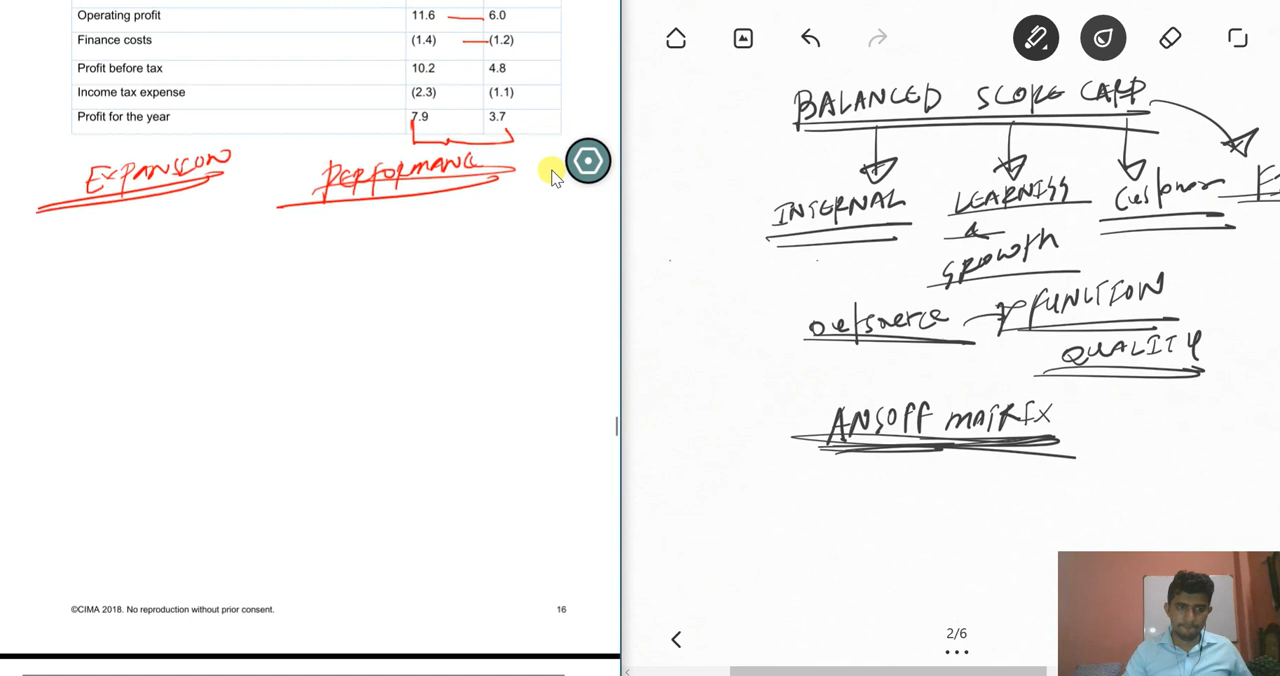 Operating profit 11.6 6.0
Finance costs (1.4) (1.2)
Profit before tax 10.2 4.8
Income tax expense (2.3) (1.1)
Profit for the year 7.9 3.7
EXPANSION PERFORMANC
©CIMA 2018. No reproduction without prior consent. 16
BALANCED SCORE CARD
INTERNAL LEARNISS Customer
&
GROWTH
outsource FUNCTION
QUALITY
ANSOFF MATRIX
2/6